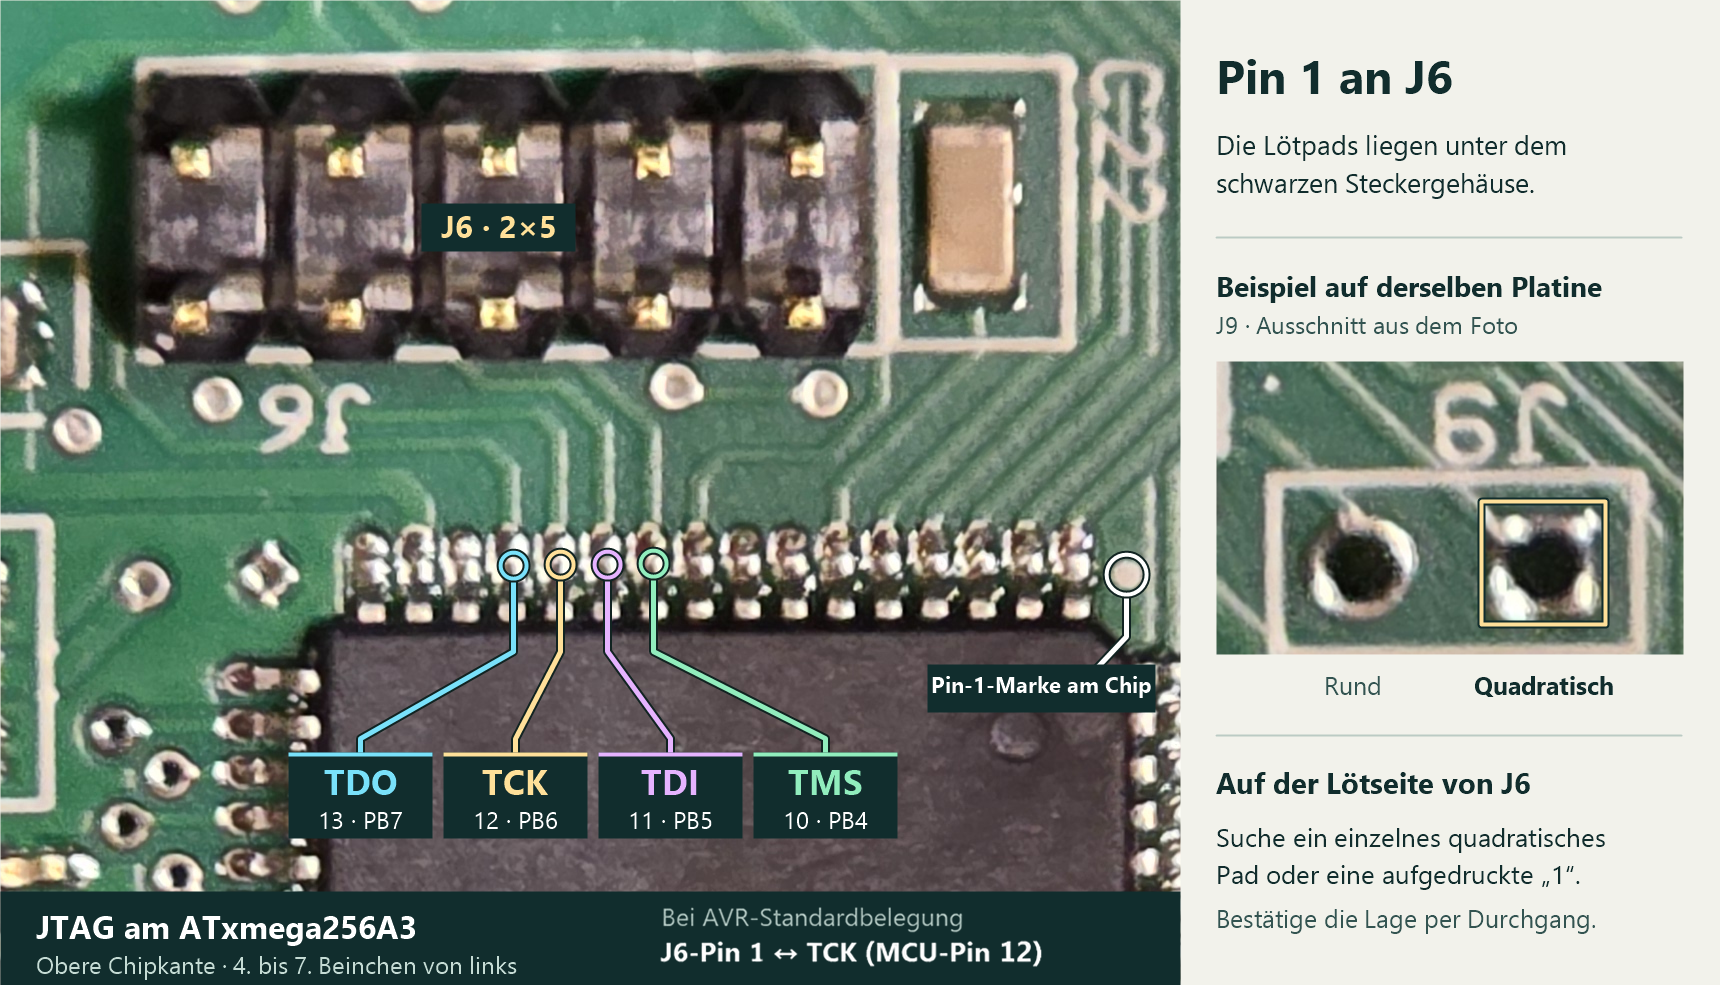 J6 · 2×5
C22
J6
Pin-1-Marke am Chip
TDO
13 · PB7
TCK
12 · PB6
TDI
11 · PB5
TMS
10 · PB4
JTAG am ATxmega256A3
Obere Chipkante · 4. bis 7. Beinchen von links
Bei AVR-Standardbelegung
J6-Pin 1 ↔ TCK (MCU-Pin 12)
Pin 1 an J6
Die Lötpads liegen unter dem
schwarzen Steckergehäuse.
Beispiel auf derselben Platine
J9 · Ausschnitt aus dem Foto
J9
Rund
Quadratisch
Auf der Lötseite von J6
Suche ein einzelnes quadratisches
Pad oder eine aufgedruckte „1“.
Bestätige die Lage per Durchgang.